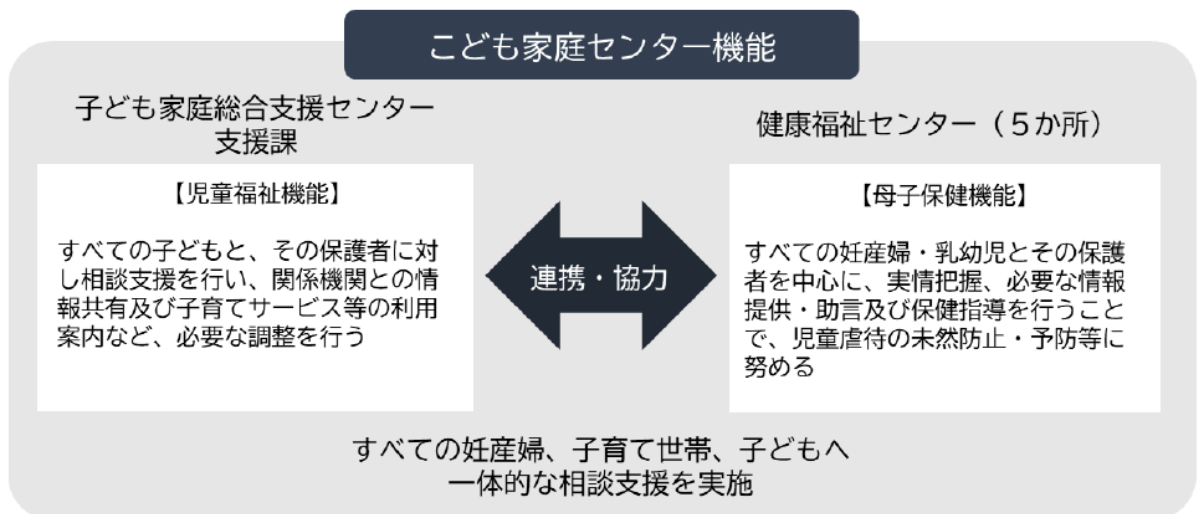 こども家庭センター機能
子ども家庭総合支援センター
支援課
【児童福祉機能】
すべての子どもと、その保護者に対
し相談支援を行い、関係機関との情
報共有及び子育てサービス等の利用
案内など、必要な調整を行う
連携・協力
健康福祉センター（５か所）
【母子保健機能】
すべての妊産婦・乳幼児とその保護
者を中心に、実情把握、必要な情報
提供・助言及び保健指導を行うこと
で、児童虐待の未然防止・予防等に
努める
すべての妊産婦、子育て世帯、子どもへ
一体的な相談支援を実施